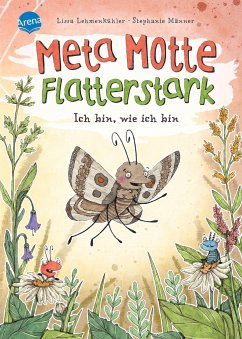 Arena
Lissa Lehmenkühler · Stephanie Männer
Meta Motte
Flatterstark
Ich bin, wie ich bin